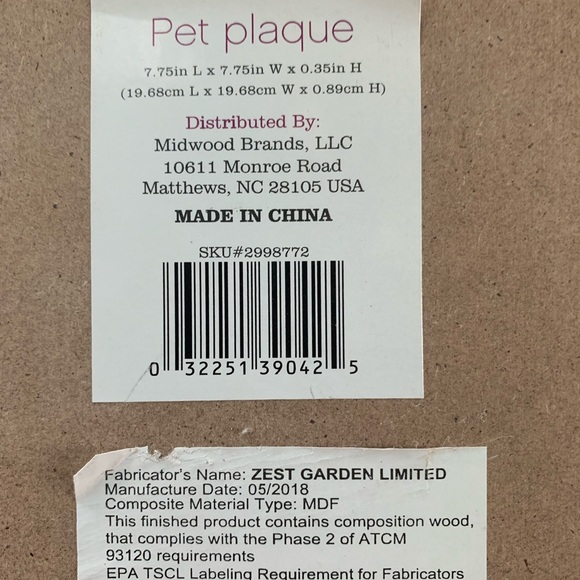 Pet plaque
7.75in L x 7.75in W x 0.35in H
(19.68cm L x 19.68cm W x 0.89cm H)
Distributed By:
Midwood Brands, LLC
10611 Monroe Road
Matthews, NC 28105 USA
MADE IN CHINA
SKU#2998772
0 32251 39042 5
Fabricator's Name: ZEST GARDEN LIMITED
Manufacture Date: 05/2018
Composite Material Type: MDF
This finished product contains composition wood,
that complies with the Phase 2 of ATCM
93120 requirements
EPA TSCL Labeling Requirement for Fabricators